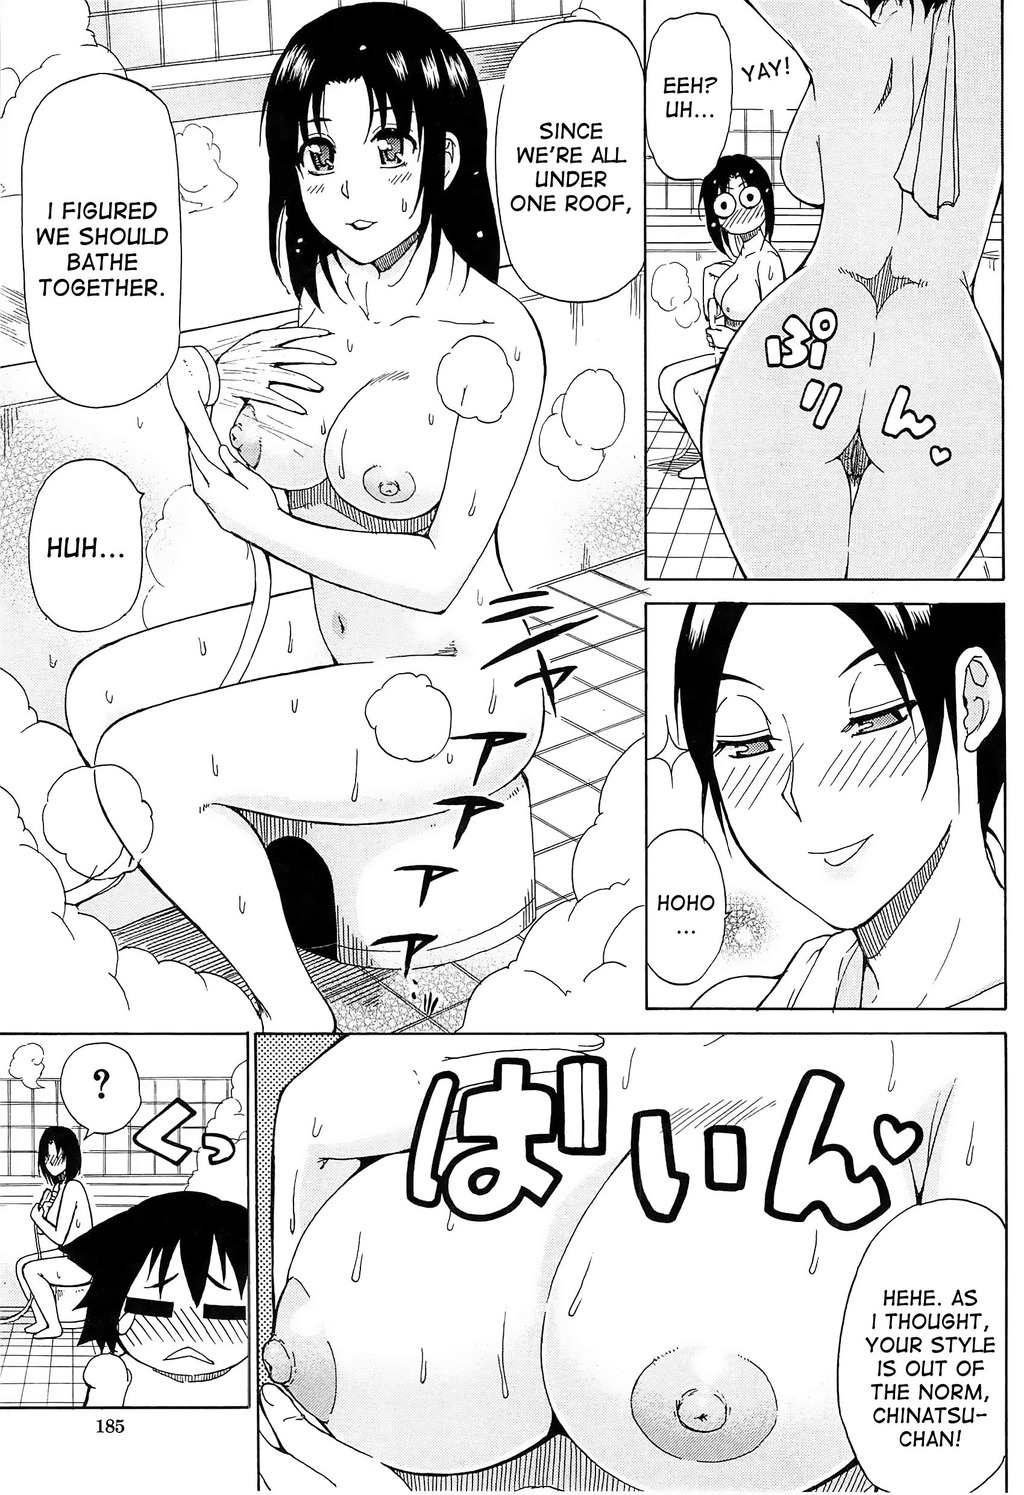 YAY!
EEH?
UH...
ぷ
りん
SINCE
WE'RE ALL
UNDER
ONE ROOF,
I FIGURED
WE SHOULD
BATHE
TOGETHER.
HUH...
シャアアアア
HOHO
...
ばいん
HEHE. AS
I THOUGHT,
YOUR STYLE
IS OUT OF
THE NORM,
CHINATSU-
CHAN!
?
くっ
185